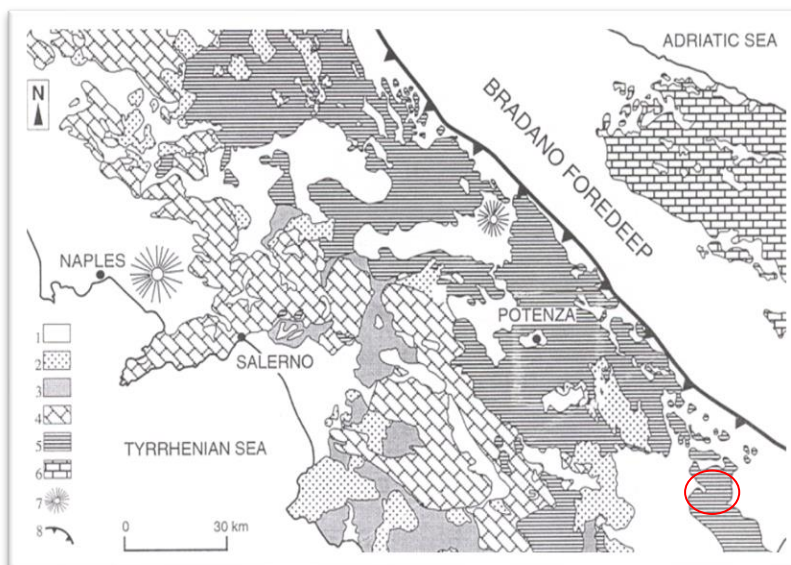 ADRIATIC SEA
N
BRADANO FOREDEEP
NAPLES
POTENZA
SALERNO
TYRRHENIAN SEA
1
2
3
4
5
6
7
8
0 30 km